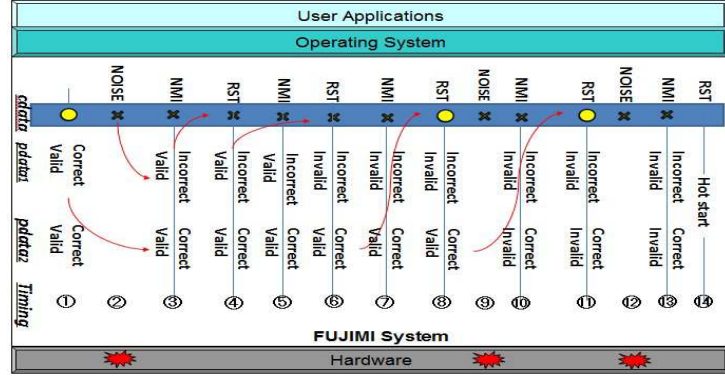 User Applications
Operating System
cdata
NOISE
NMI
RST
NMI
RST
NMI
RST
NOISE
NMI
RST
NOISE
NMI
RST
pdata1
Correct
Valid
Incorrect
Valid
Incorrect
Valid
Incorrect
Valid
Incorrect
Invalid
Incorrect
Invalid
Incorrect
Invalid
Incorrect
Invalid
Incorrect
Invalid
Incorrect
Invalid
Hot start
pdata2
Correct
Valid
Correct
Valid
Correct
Valid
Correct
Valid
Correct
Valid
Correct
Valid
Correct
Valid
Correct
Invalid
Correct
Invalid
Correct
Invalid
Timing
① ② ③ ④ ⑤ ⑥ ⑦ ⑧ ⑨ ⑩ ⑪ ⑫ ⑬ ⑭
FUJIMI System
Hardware